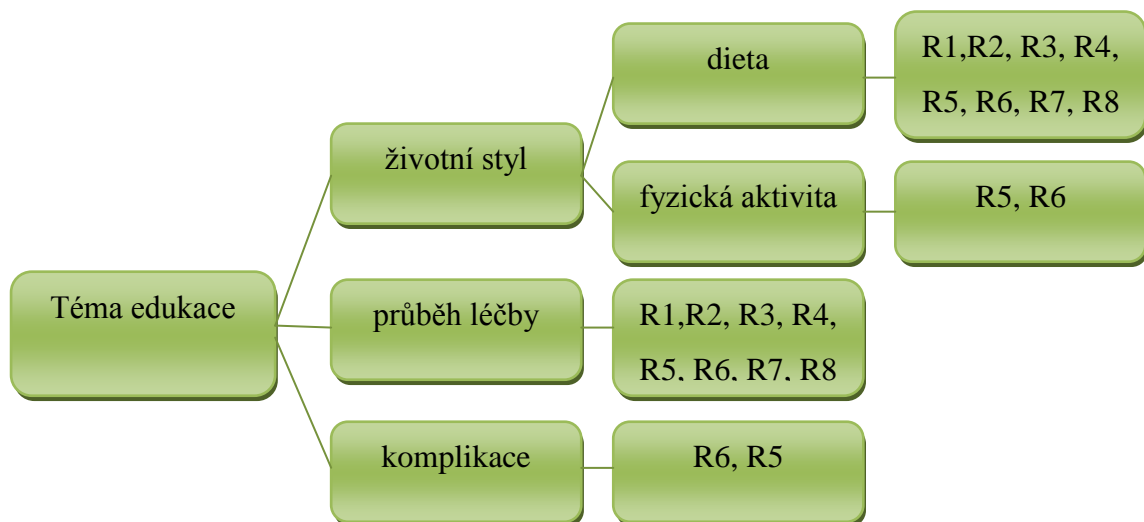 Téma edukace
životní styl
dieta
R1,R2, R3, R4,
R5, R6, R7, R8
fyzická aktivita
R5, R6
průběh léčby
R1,R2, R3, R4,
R5, R6, R7, R8
komplikace
R6, R5